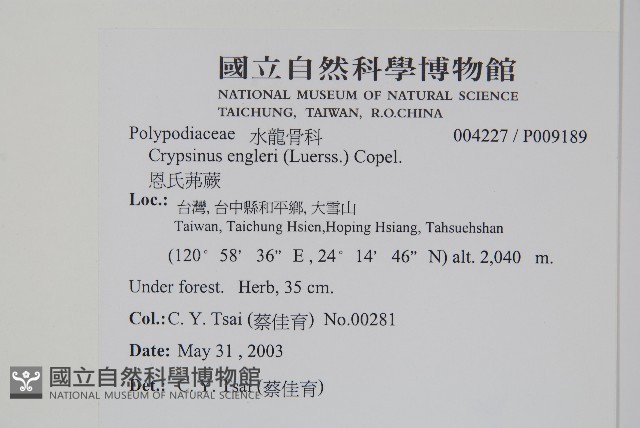 國立自然科學博物館
NATIONAL MUSEUM OF NATURAL SCIENCE
TAICHUNG, TAIWAN, R.O.CHINA
Polypodiaceae 水龍骨科 004227 / P009189
Crypsinus engleri (Luerss.) Copel.
恩氏茀蕨
Loc.: 台灣, 台中縣和平鄉, 大雪山
Taiwan, Taichung Hsien,Hoping Hsiang, Tahsuchshan
(120° 58’ 36” E , 24° 14’ 46” N) alt. 2,040 m.
Under forest. Herb, 35 cm.
Col.: C. Y. Tsai (蔡佳育) No.00281
Date: May 31 , 2003
Det.: C. Y. Tsai (蔡佳育)
國立自然科學博物館
NATIONAL MUSEUM OF NATURAL SCIENCE